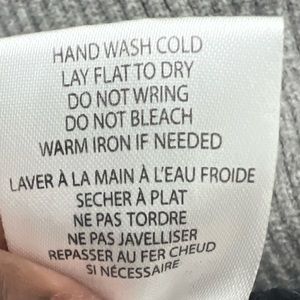 HAND WASH COLD
LAY FLAT TO DRY
DO NOT WRING
DO NOT BLEACH
WARM IRON IF NEEDED
LAVER À LA MAIN À L'EAU FROIDE
SECHER À PLAT
NE PAS TORDRE
NE PAS JAVELLISER
REPASSER AU FER CHEUD
SI NÉCESSAIRE